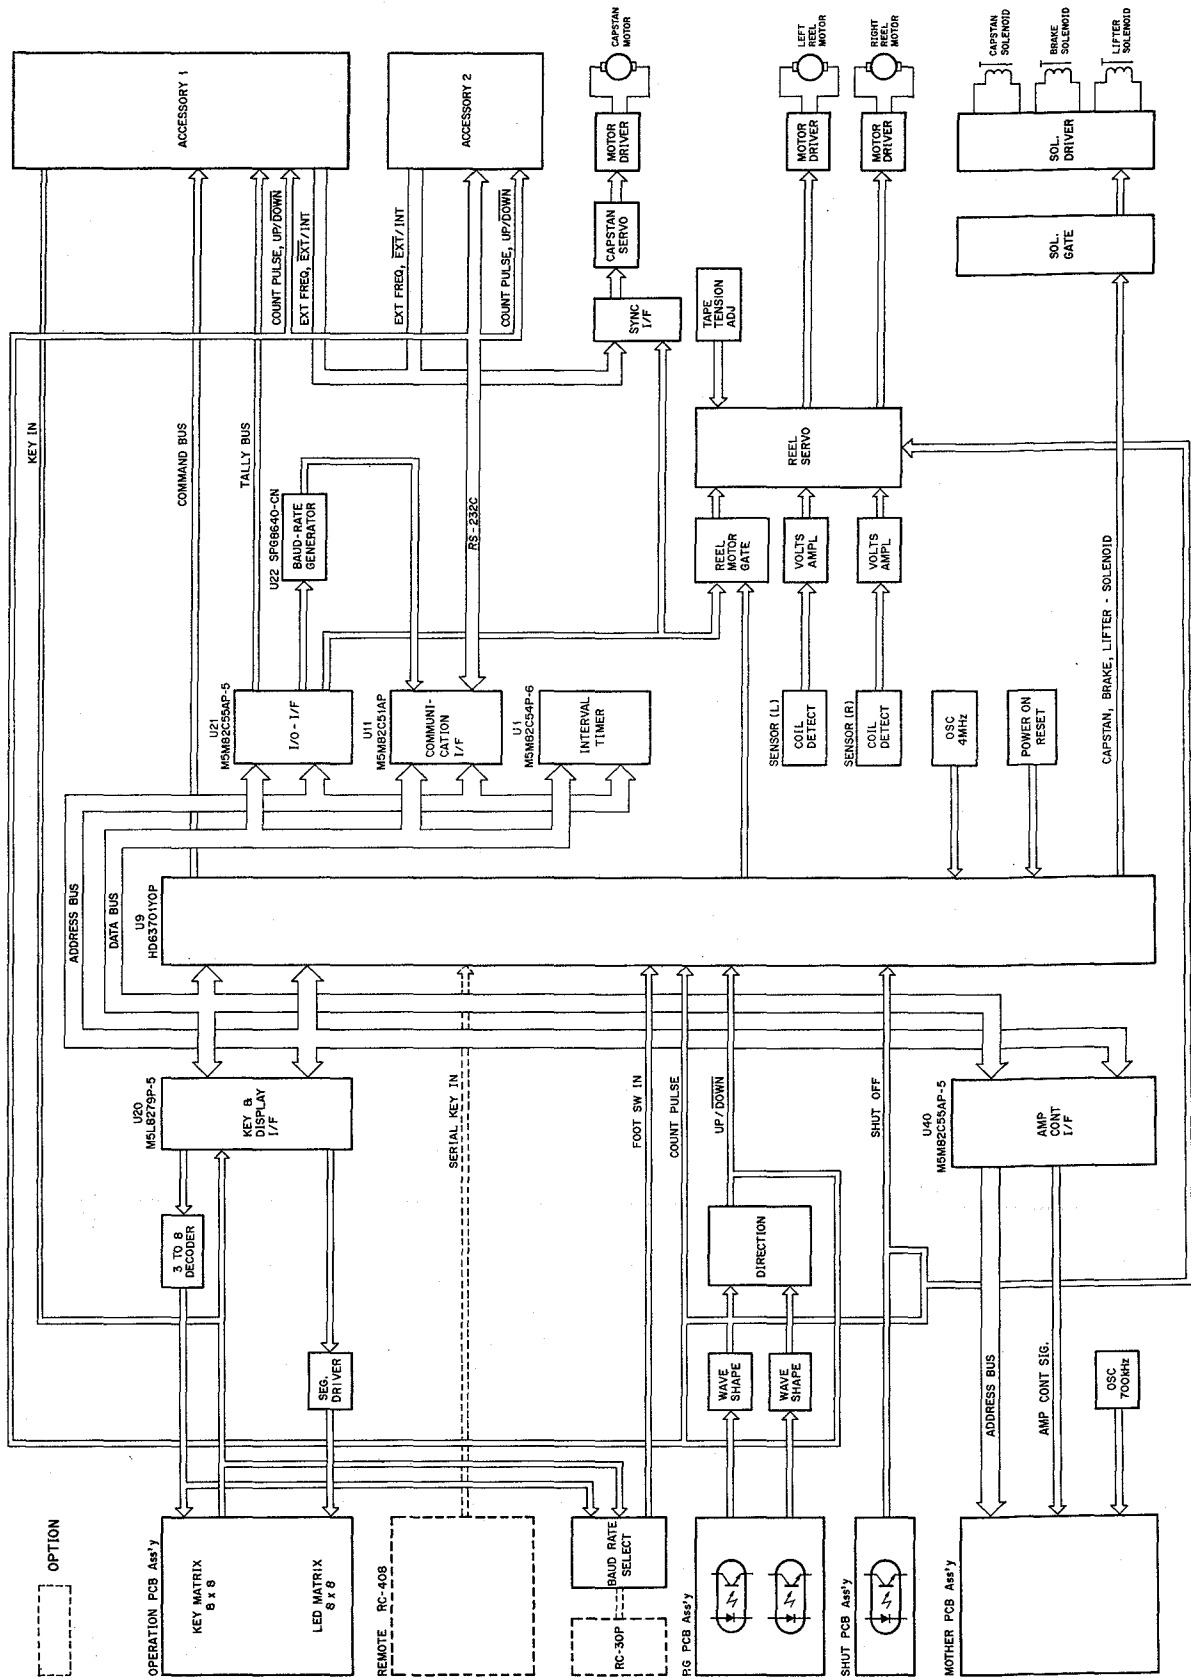 OPTION
OPERATION PCB Ass'y
KEY MATRIX
8 x 8
LED MATRIX
8 x 8
REMOTE RC-408
RC-30P
BAUD RATE
SELECT
P.G PCB Ass'y
SHUT PCB Ass'y
MOTHER PCB Ass'y
3 TO 8
DECODER
SEG.
DRIVER
WAVE
SHAPE
WAVE
SHAPE
DIRECTION
OSC
700kHz
ADDRESS BUS
AMP CONT SIG.
U20
M5L8279P-5
KEY &
DISPLAY
I/F
SERIAL KEY IN
FOOT SW IN
COUNT PULSE
UP/DOWN
SHUT OFF
U40
M5M82C55AP-5
AMP
CONT
I/F
ADDRESS BUS
DATA BUS
U9
HD63701YOP
U21
M5M82C55AP-5
I/O - I/F
U11
M5M82C51AP
COMMUNI-
CATION
I/F
U1
M5M82C54P-6
INTERVAL
TIMER
SENSOR (L)
COIL
DETECT
SENSOR (R)
COIL
DETECT
OSC
4MHz
POWER ON
RESET
CAPSTAN, BRAKE, LIFTER - SOLENOID
U22 SPG8640-CN
BAUD-RATE
GENERATOR
RS-232C
REEL
MOTOR
GATE
VOLTS
AMPL
VOLTS
AMPL
REEL
SERVO
TAPE
TENSION
ADJ
KEY IN
COMMAND BUS
TALLY BUS
COUNT PULSE, UP/DOWN
EXT FREQ, EXT/INT
EXT FREQ, EXT/INT
COUNT PULSE, UP/DOWN
SYNC
I/F
CAPSTAN
SERVO
MOTOR
DRIVER
CAPSTAN
MOTOR
ACCESSORY 1
ACCESSORY 2
MOTOR
DRIVER
LEFT
REEL
MOTOR
MOTOR
DRIVER
RIGHT
REEL
MOTOR
SOL.
GATE
SOL.
DRIVER
CAPSTAN
SOLENOID
BRAKE
SOLENOID
LIFTER
SOLENOID